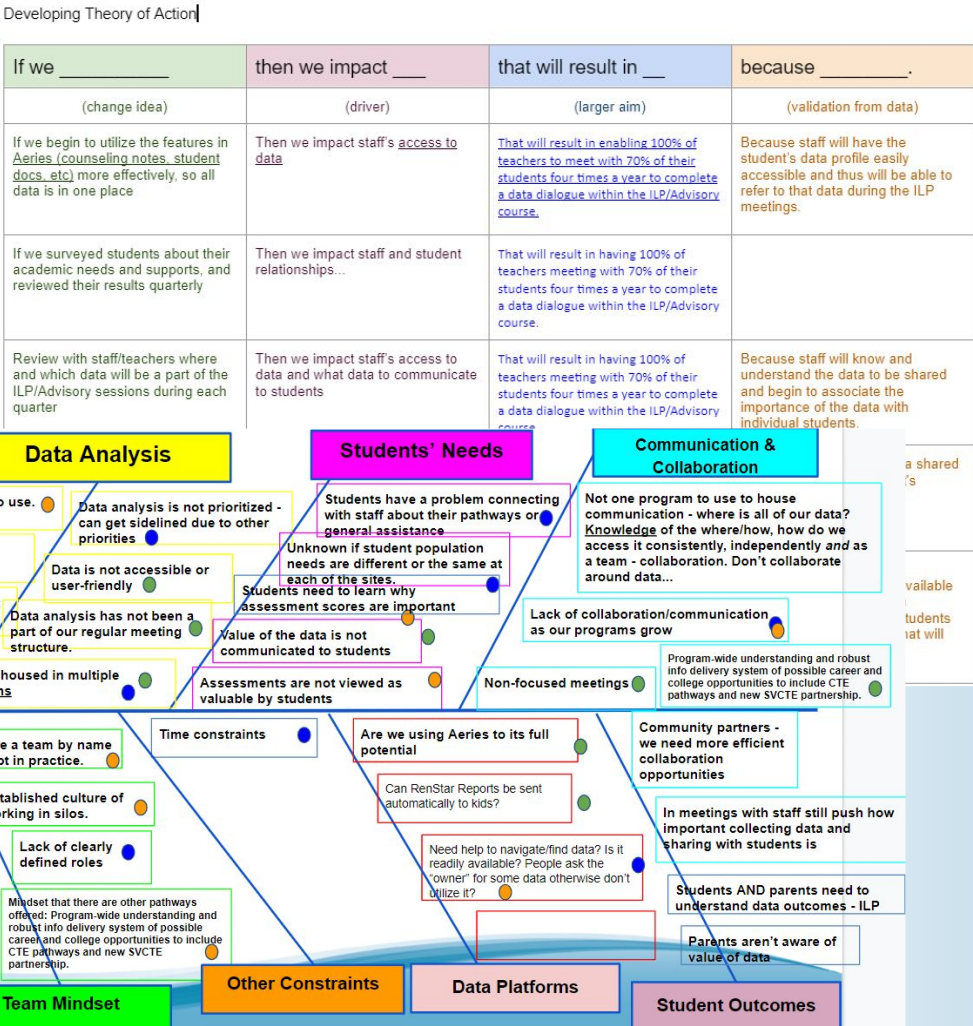 Developing Theory of Action
If we __________
then we impact ___
that will result in __
because ________.
(change idea)
(driver)
(larger aim)
(validation from data)
If we begin to utilize the features in
Aeries (counseling notes, student
docs, etc) more effectively, so all
data is in one place
Then we impact staff's access to
data
That will result in enabling 100% of
teachers to meet with 70% of their
students four times a year to complete
a data dialogue within the ILP/Advisory
course.
Because staff will have the
student's data profile easily
accessible and thus will be able to
refer to that data during the ILP
meetings.
If we surveyed students about their
academic needs and supports, and
reviewed their results quarterly
Then we impact staff and student
relationships...
That will result in having 100% of
teachers meeting with 70% of their
students four times a year to complete
a data dialogue within the ILP/Advisory
course.
Review with staff/teachers where
and which data will be a part of the
ILP/Advisory sessions during each
quarter
Then we impact staff's access to
data and what data to communicate
to students
That will result in having 100% of
teachers meeting with 70% of their
students four times a year to complete
a data dialogue within the ILP/Advisory
course
Because staff will know and
understand the data to be shared
and begin to associate the
importance of the data with
individual students.
a shared
vailable
tudents
Data Analysis
o use.
Data analysis is not prioritized -
can get sidelined due to other
priorities
Data is not accessible or
user-friendly
Data analysis has not been a
part of our regular meeting
structure.
housed in multiple
Students' Needs
Students have a problem connecting
with staff about their pathways or
general assistance
Unknown if student population
needs are different or the same at
each of the sites.
Students need to learn why
assessment scores are important
Value of the data is not
communicated to students
Assessments are not viewed as
valuable by students
Communication &
Collaboration
Not one program to use to house
communication - where is all of our data?
Knowledge of the where/how, how do we
access it consistently, independently and as
a team - collaboration. Don't collaborate
around data...
Lack of collaboration/communication
as our programs grow
Program-wide understanding and robust
info delivery system of possible career and
college opportunities to include CTE
pathways and new SVCTE partnership.
Non-focused meetings
e a team by name
ot in practice.
tablished culture of
rking in silos.
Lack of clearly
defined roles
Mindset that there are other pathways
offered: Program-wide understanding and
robust info delivery system of possible
career and college opportunities to include
CTE pathways and new SVCTE
partnership.
Team Mindset
Time constraints
Other Constraints
Are we using Aeries to its full
potential
Can RenStar Reports be sent
automatically to kids?
Need help to navigate/find data? Is it
readily available? People ask the
"owner" for some data otherwise don't
utilize it?
Data Platforms
Community partners -
we need more efficient
collaboration
opportunities
In meetings with staff still push how
important collecting data and
sharing with students is
Students AND parents need to
understand data outcomes - ILP
Parents aren't aware of
value of data
Student Outcomes